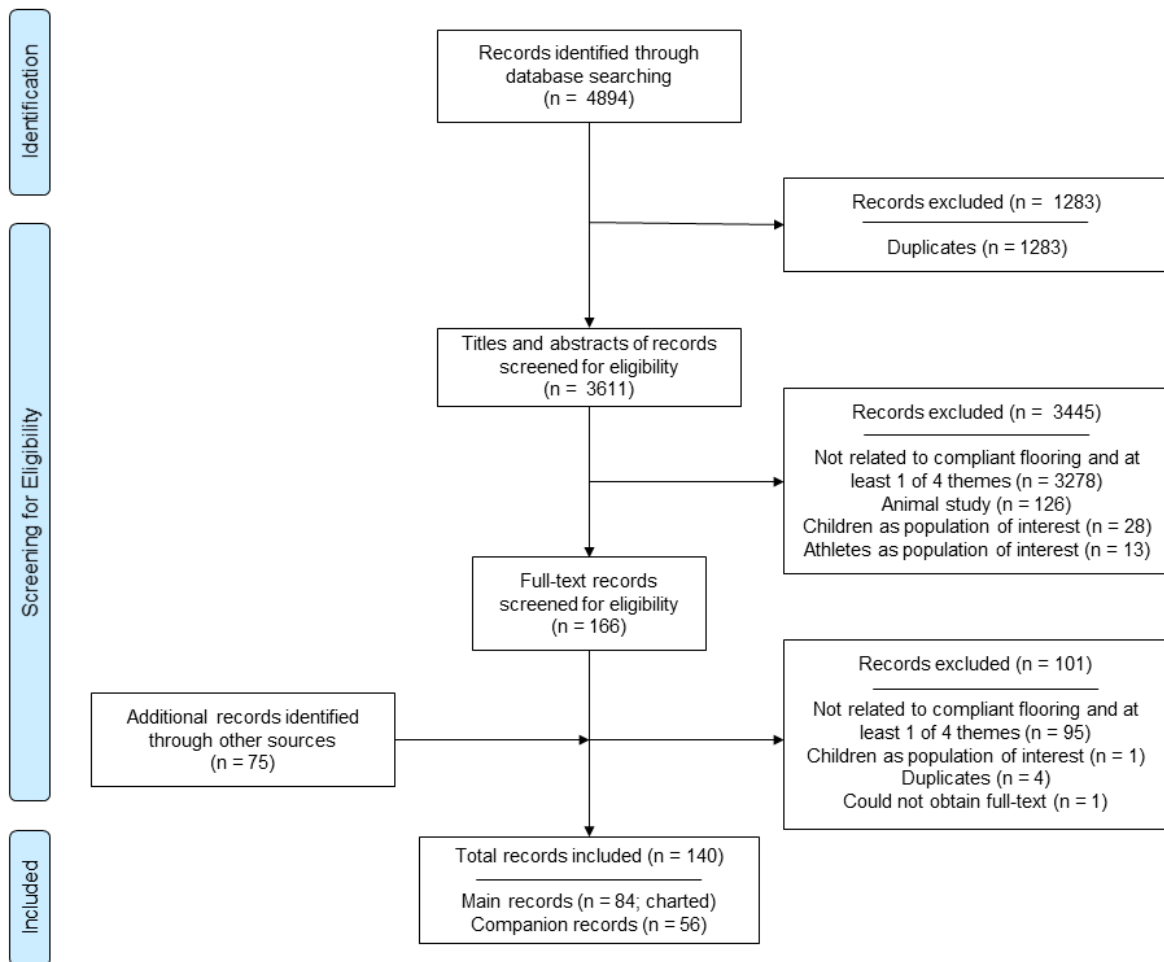 Identification
Records identified through
database searching
(n = 4894)
Records excluded (n = 1283)
Duplicates (n = 1283)
Screening for Eligibility
Titles and abstracts of records
screened for eligibility
(n = 3611)
Records excluded (n = 3445)
Not related to compliant flooring and at
least 1 of 4 themes (n = 3278)
Animal study (n = 126)
Children as population of interest (n = 28)
Athletes as population of interest (n = 13)
Full-text records
screened for eligibility
(n = 166)
Additional records identified
through other sources
(n = 75)
Records excluded (n = 101)
Not related to compliant flooring and at
least 1 of 4 themes (n = 95)
Children as population of interest (n = 1)
Duplicates (n = 4)
Could not obtain full-text (n = 1)
Included
Total records included (n = 140)
Main records (n = 84; charted)
Companion records (n = 56)